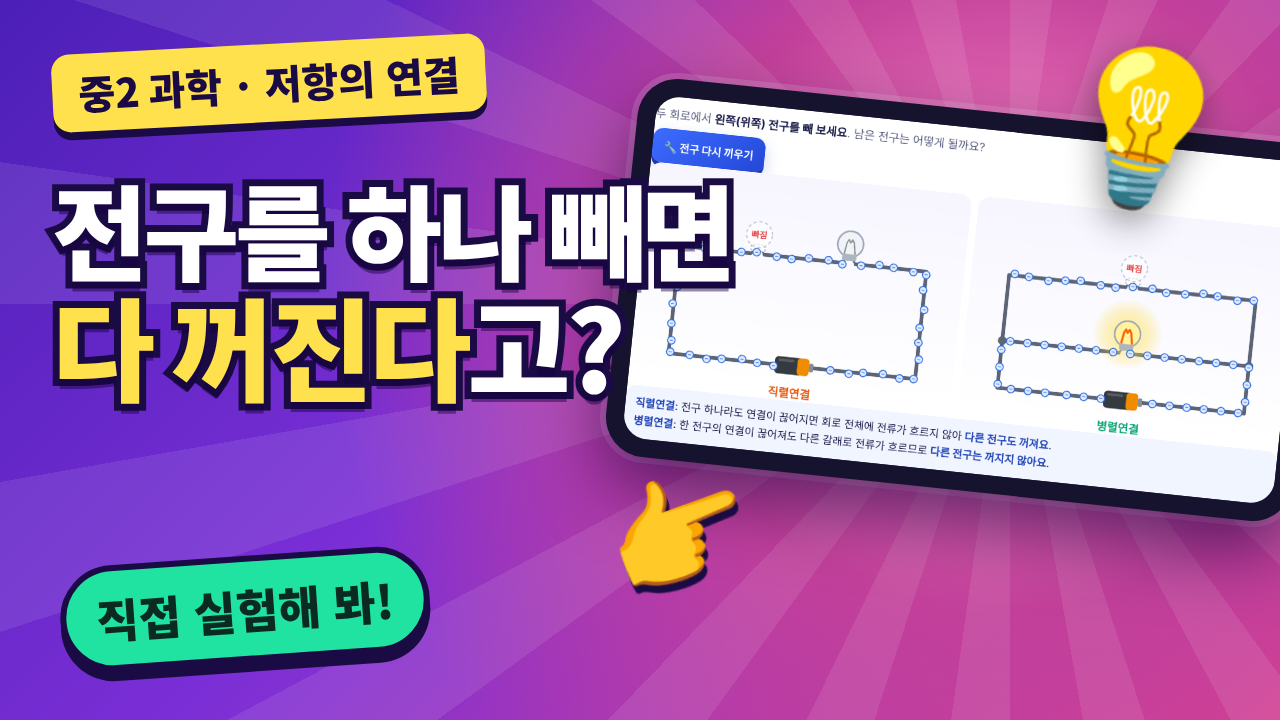 중2 과학 · 저항의 연결
전구를 하나 빼면
다 꺼진다고?
직접 실험해 봐!
두 회로에서 왼쪽(위쪽) 전구를 빼 보세요. 남은 전구는 어떻게 될까요?
🔧 전구 다시 끼우기
빠짐
직렬연결
빠짐
병렬연결
직렬연결: 전구 하나라도 연결이 끊어지면 회로 전체에 전류가 흐르지 않아 다른 전구도 꺼져요.
병렬연결: 한 전구의 연결이 끊어져도 다른 갈래로 전류가 흐르므로 다른 전구는 꺼지지 않아요.